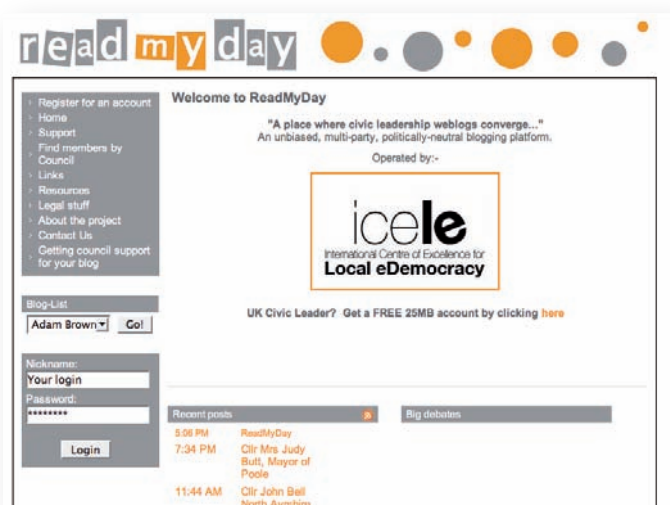 read my day
Register for an account
Home
Support
Find members by
Council
Links
Resources
Legal stuff
About the project
Contact Us
Getting council support
for your blog
Blog-List
Adam Brown
Go!
Nickname:
Your login
Password:
********
Login
Welcome to ReadMyDay
"A place where civic leadership weblogs converge..."
An unbiased, multi-party, politically-neutral blogging platform.
Operated by:-
icele
International Centre of Excellence for
Local eDemocracy
UK Civic Leader? Get a FREE 25MB account by clicking here
Recent posts
5:06 PM ReadMyDay
7:34 PM Cllr Mrs Judy
Butt, Mayor of
Poole
11:44 AM Cllr John Bell
North Ayrshire
Big debates